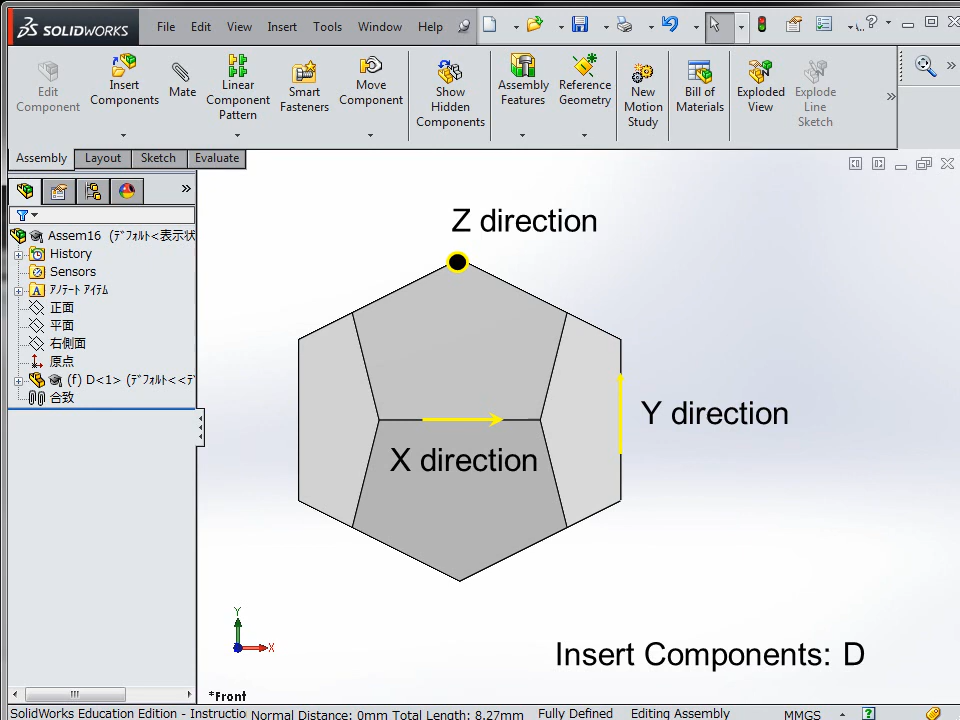 SOLIDWORKS File Edit View Insert Tools Window Help
Edit Component
Insert Components
Mate
Linear Component Pattern
Smart Fasteners
Move Component
Show Hidden Components
Assembly Features
Reference Geometry
New Motion Study
Bill of Materials
Exploded View
Explode Line Sketch
Assembly Layout Sketch Evaluate
Assem16 (ﾃﾞﾌｫﾙﾄ<表示状
History
Sensors
ｱﾉﾃｰﾄ ｱｲﾃﾑ
正面
平面
右側面
原点
(f) D<1> (ﾃﾞﾌｫﾙﾄ<<ﾃﾞ
合致
Z direction
Y direction
X direction
Y
X
Insert Components: D
*Front
SolidWorks Education Edition - Instructio Normal Distance: 0mm Total Length: 8.27mm Fully Defined Editing Assembly MMGS